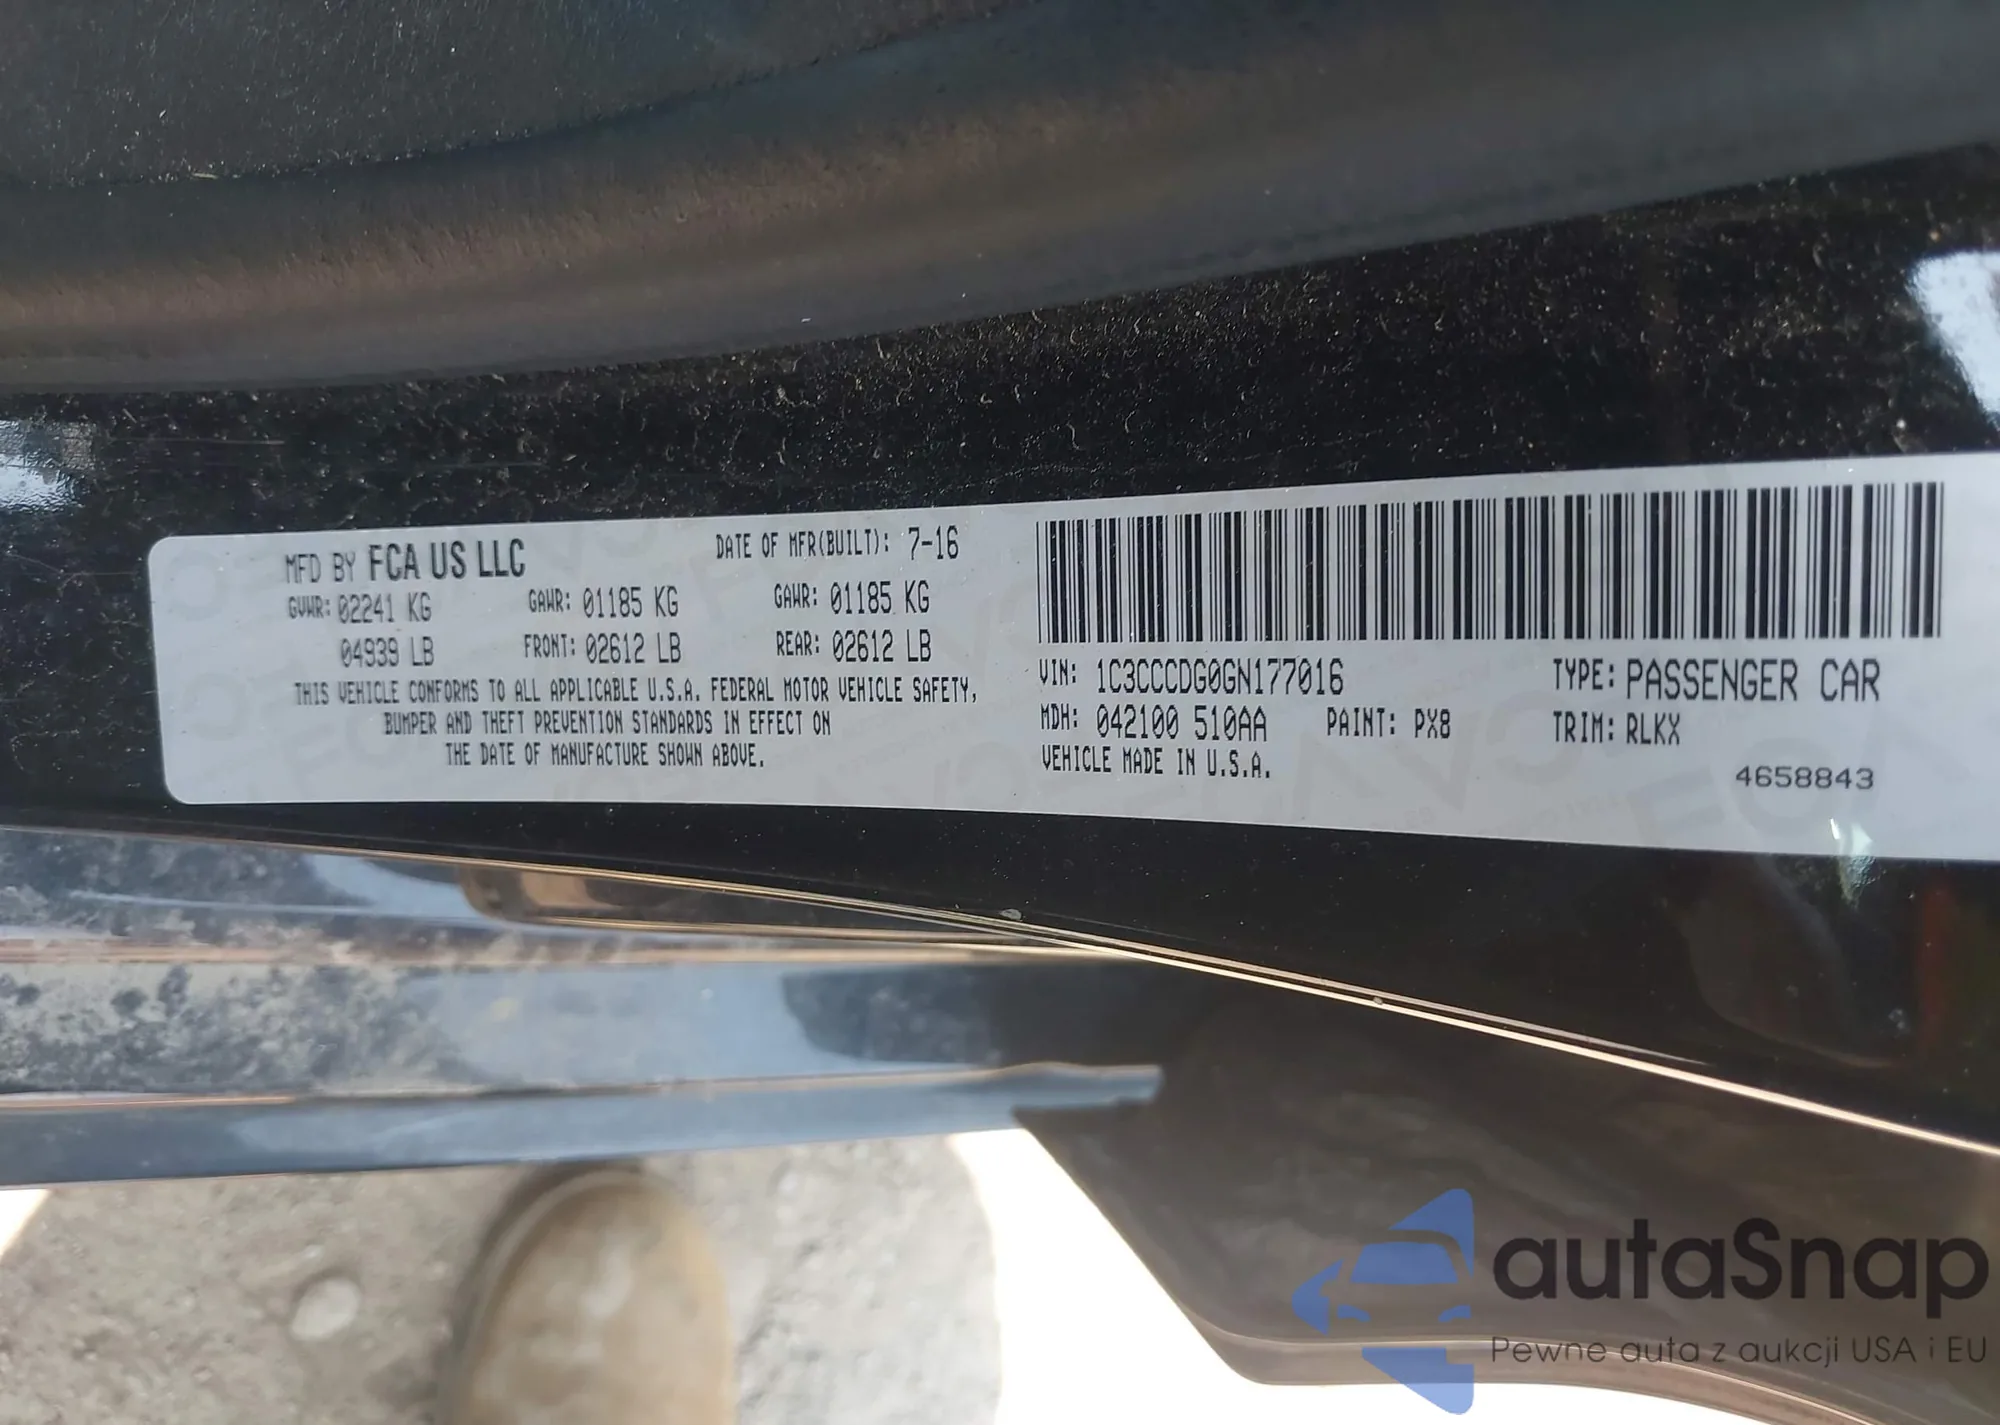 MFD BY FCA US LLC
DATE OF MFR(BUILT): 7-16
GVWR: 02241 KG
GAWR: 01185 KG
GAWR: 01185 KG
04939 LB
FRONT: 02612 LB
REAR: 02612 LB
THIS VEHICLE CONFORMS TO ALL APPLICABLE U.S.A. FEDERAL MOTOR VEHICLE SAFETY,
BUMPER AND THEFT PREVENTION STANDARDS IN EFFECT ON
THE DATE OF MANUFACTURE SHOWN ABOVE.
VIN: 1C3CCCDG0GN177016
TYPE: PASSENGER CAR
MDH: 042100 510AA
PAINT: PX8
TRIM: RLKX
VEHICLE MADE IN U.S.A.
4658843
autaSnap
Pewne auta z aukcji USA i EU